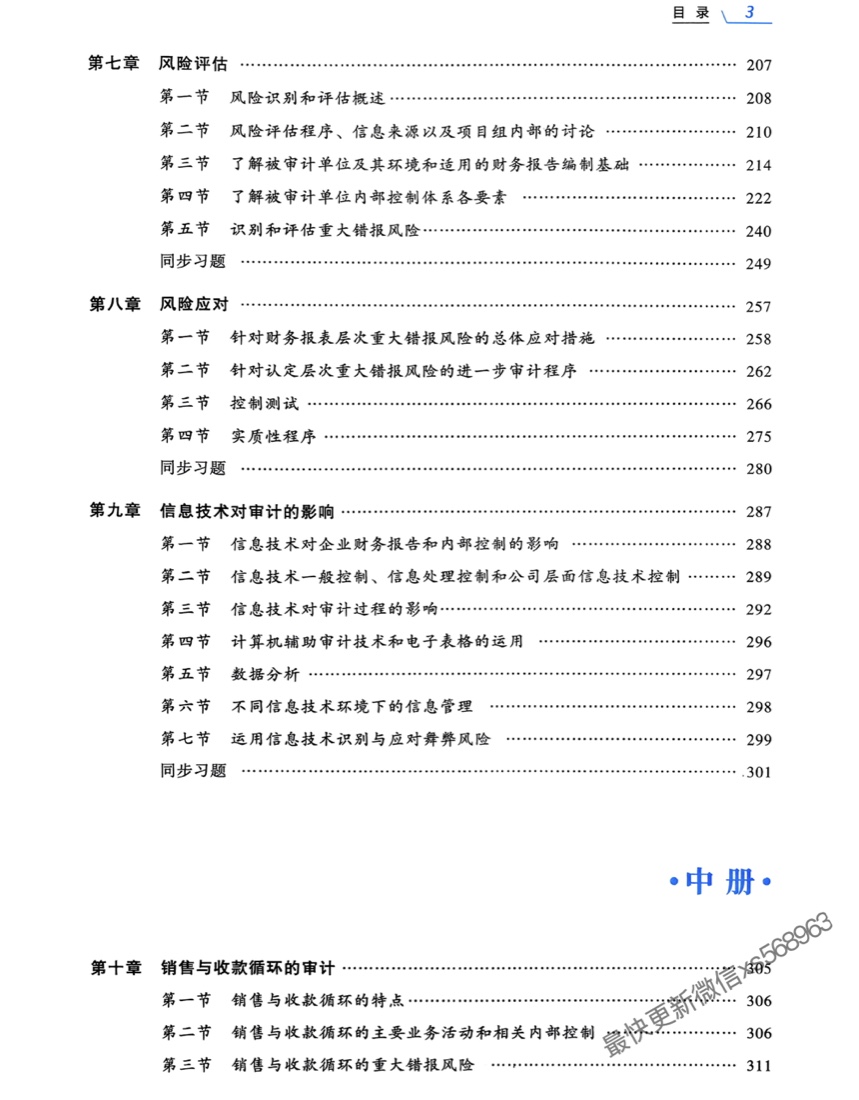 目 录 3
第七章 风险评估 …… 207
第一节 风险识别和评估概述 …… 208
第二节 风险评估程序、信息来源以及项目组内部的讨论 …… 210
第三节 了解被审计单位及其环境和适用的财务报告编制基础 …… 214
第四节 了解被审计单位内部控制体系各要素 …… 222
第五节 识别和评估重大错报风险 …… 240
同步习题 …… 249
第八章 风险应对 …… 257
第一节 针对财务报表层次重大错报风险的总体应对措施 …… 258
第二节 针对认定层次重大错报风险的进一步审计程序 …… 262
第三节 控制测试 …… 266
第四节 实质性程序 …… 275
同步习题 …… 280
第九章 信息技术对审计的影响 …… 287
第一节 信息技术对企业财务报告和内部控制的影响 …… 288
第二节 信息技术一般控制、信息处理控制和公司层面信息技术控制 …… 289
第三节 信息技术对审计过程的影响 …… 292
第四节 计算机辅助审计技术和电子表格的运用 …… 296
第五节 数据分析 …… 297
第六节 不同信息技术环境下的信息管理 …… 298
第七节 运用信息技术识别与应对舞弊风险 …… 299
同步习题 …… 301
·中 册·
第十章 销售与收款循环的审计 …… 305
第一节 销售与收款循环的特点 …… 306
第二节 销售与收款循环的主要业务活动和相关内部控制 …… 306
第三节 销售与收款循环的重大错报风险 …… 311
最快更新微信xs568963